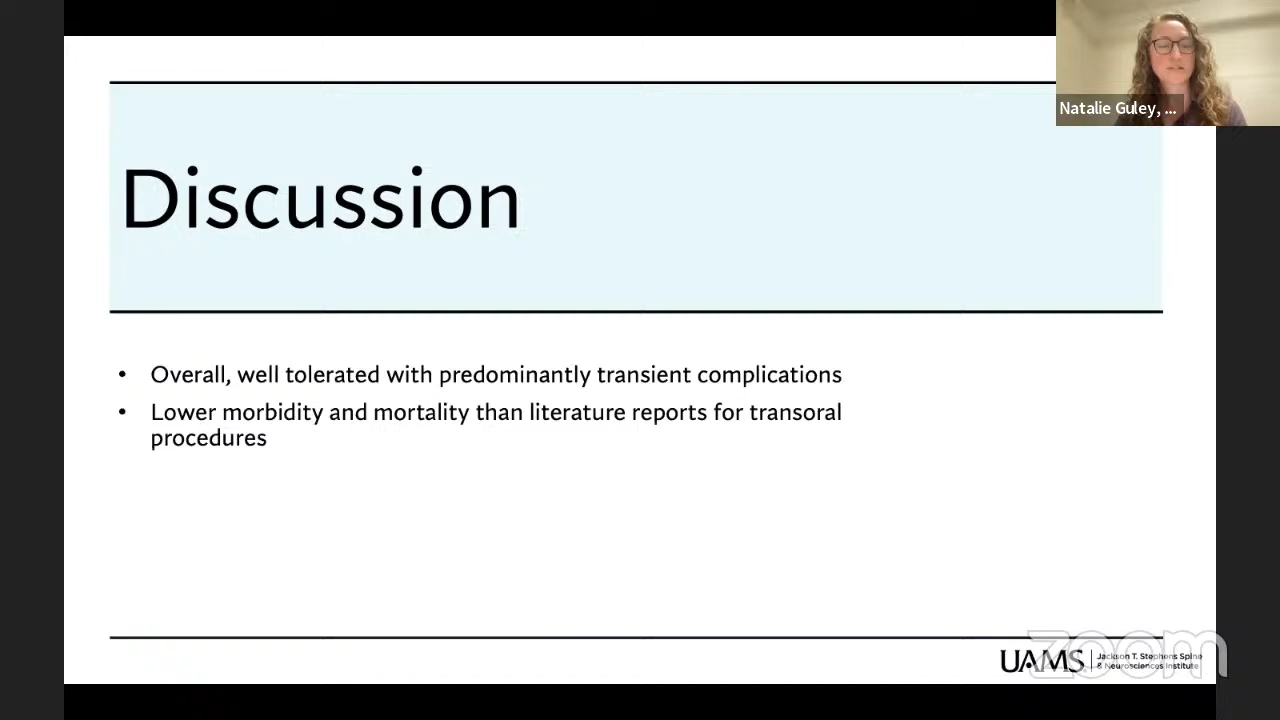 Natalie Guley, ...
Discussion
• Overall, well tolerated with predominantly transient complications
• Lower morbidity and mortality than literature reports for transoral
procedures
UAMS
Jackson T. Stephens Spine
& Neurosciences Institute
zoom